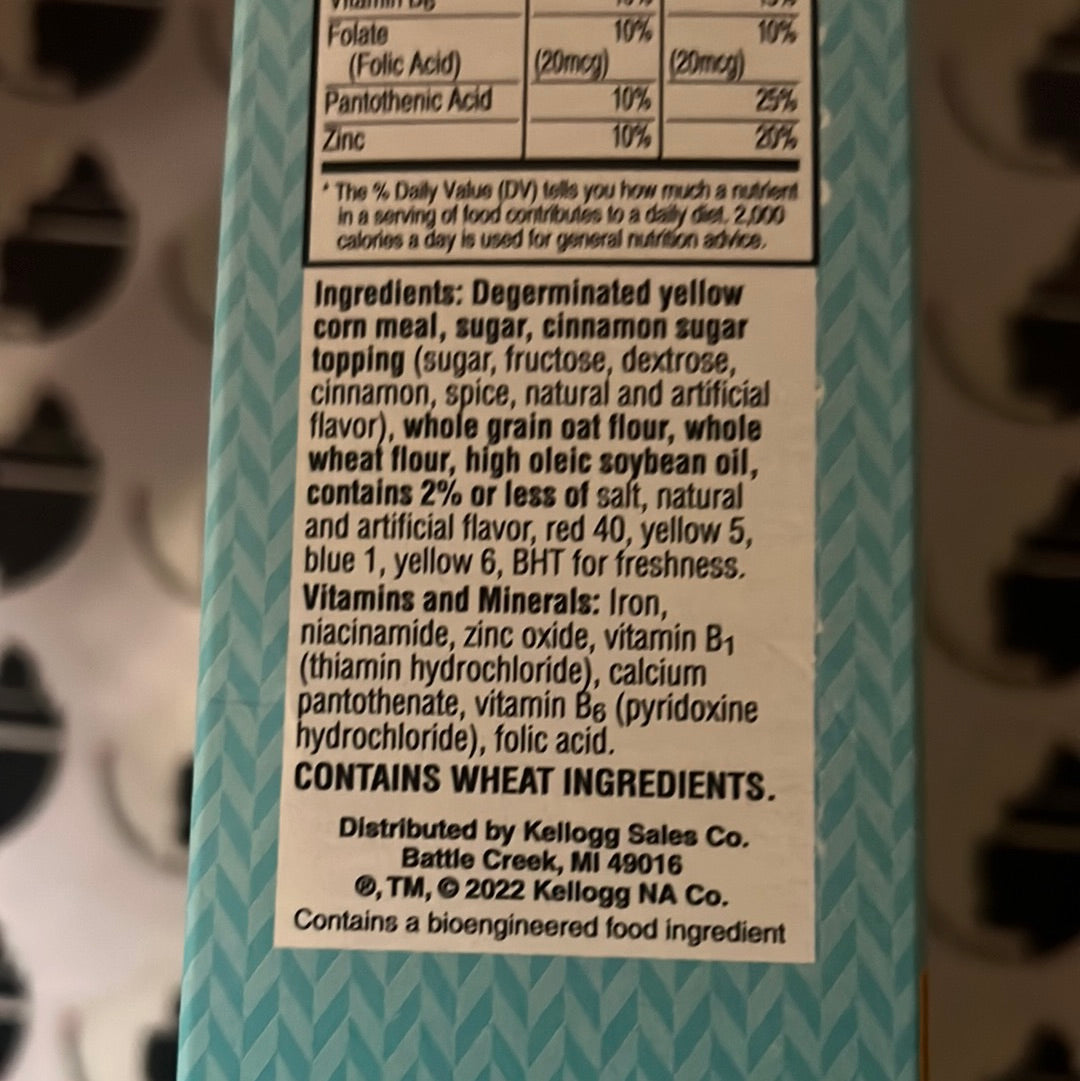 Folate 10% 10%
(Folic Acid) (20mcg) (20mcg)
Pantothenic Acid 10% 25%
Zinc 10% 20%
* The % Daily Value (DV) tells you how much a nutrient
in a serving of food contributes to a daily diet. 2,000
calories a day is used for general nutrition advice.
Ingredients: Degerminated yellow
corn meal, sugar, cinnamon sugar
topping (sugar, fructose, dextrose,
cinnamon, spice, natural and artificial
flavor), whole grain oat flour, whole
wheat flour, high oleic soybean oil,
contains 2% or less of salt, natural
and artificial flavor, red 40, yellow 5,
blue 1, yellow 6, BHT for freshness.
Vitamins and Minerals: Iron,
niacinamide, zinc oxide, vitamin B1
(thiamin hydrochloride), calcium
pantothenate, vitamin B6 (pyridoxine
hydrochloride), folic acid.
CONTAINS WHEAT INGREDIENTS.
Distributed by Kellogg Sales Co.
Battle Creek, MI 49016
®, TM, © 2022 Kellogg NA Co.
Contains a bioengineered food ingredient